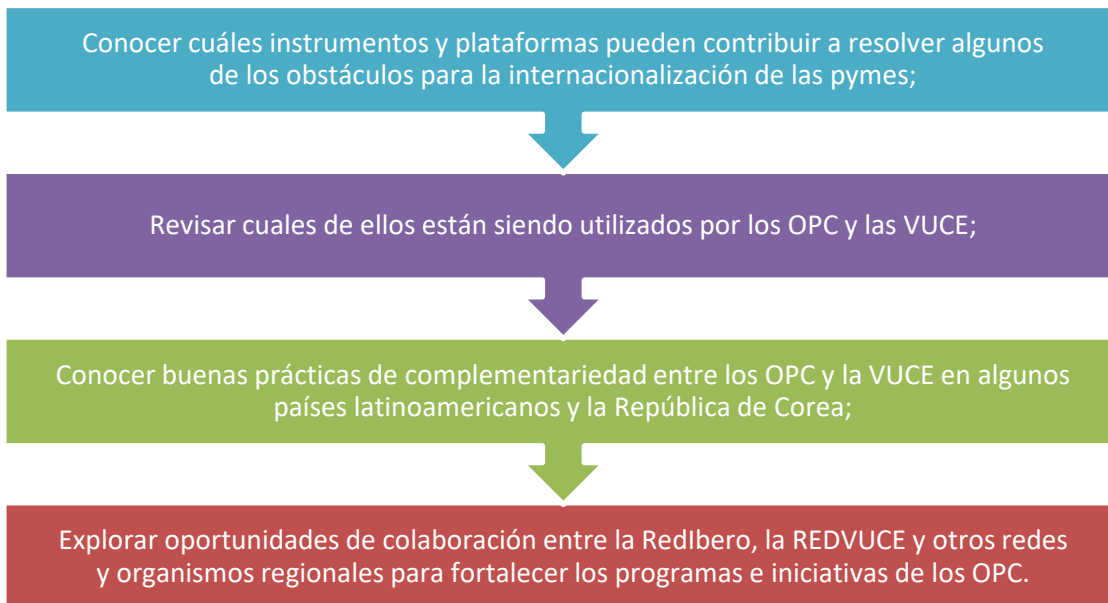 Conocer cuáles instrumentos y plataformas pueden contribuir a resolver algunos
de los obstáculos para la internacionalización de las pymes;
Revisar cuales de ellos están siendo utilizados por los OPC y las VUCE;
Conocer buenas prácticas de complementariedad entre los OPC y la VUCE en algunos
países latinoamericanos y la República de Corea;
Explorar oportunidades de colaboración entre la RedIbero, la REDVUCE y otros redes
y organismos regionales para fortalecer los programas e iniciativas de los OPC.